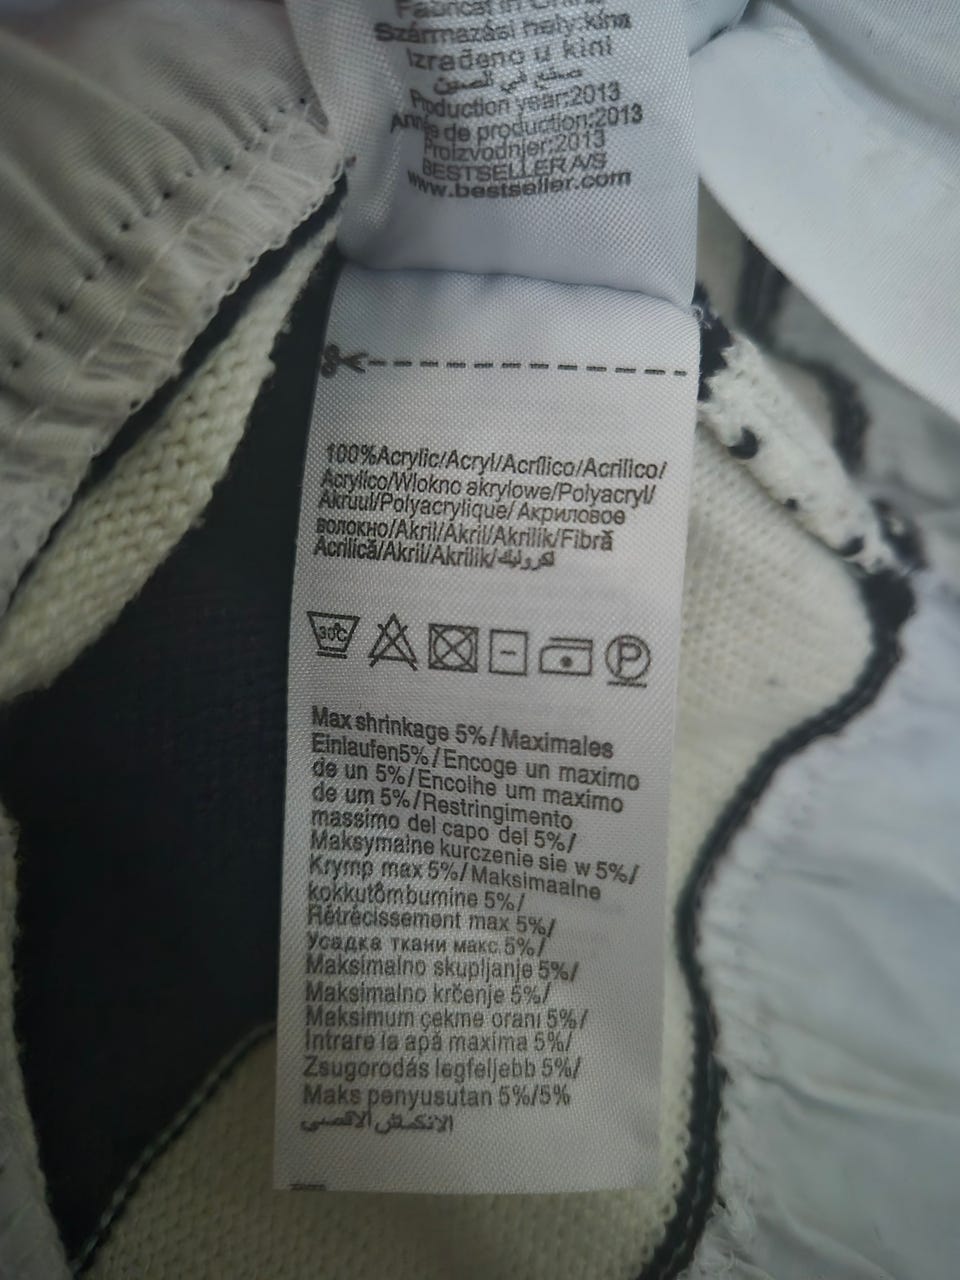 Fabricat în China
Származási hely:kína
Izrađeno u kini
صنع في الصين
Production year:2013
Année de production:2013
Proizvodnjer:2013
BESTSELLER A/S
www.bestseller.com
100%Acrylic/Acryl/Acrílico/Acrilico/
Acrylico/Wlokno akrylowe/Polyacryl/
Akruul/Polyacrylique/Акриловое
волокно/Akril/Akril/Akrilik/Fibră
Acrilică/Akril/Akrilik/اكروليك
30°C
P
Max shrinkage 5%/Maximales
Einlaufen5%/Encoge un maximo
de un 5%/Encolhe um maximo
de um 5%/Restringimento
massimo del capo del 5%/
Maksymalne kurczenie sie w 5%/
Krymp max 5%/Maksimaalne
kokkutõmbumine 5%/
Rétrécissement max 5%/
Усадка ткани макс.5%/
Maksimalno skupljanje 5%/
Maksimalno krčenje 5%/
Maksimum çekme oranı 5%/
Intrare la apă maxima 5%/
Zsugorodás legfeljebb 5%/
Maks penyusutan 5%/5%
الانكمش الاقصى